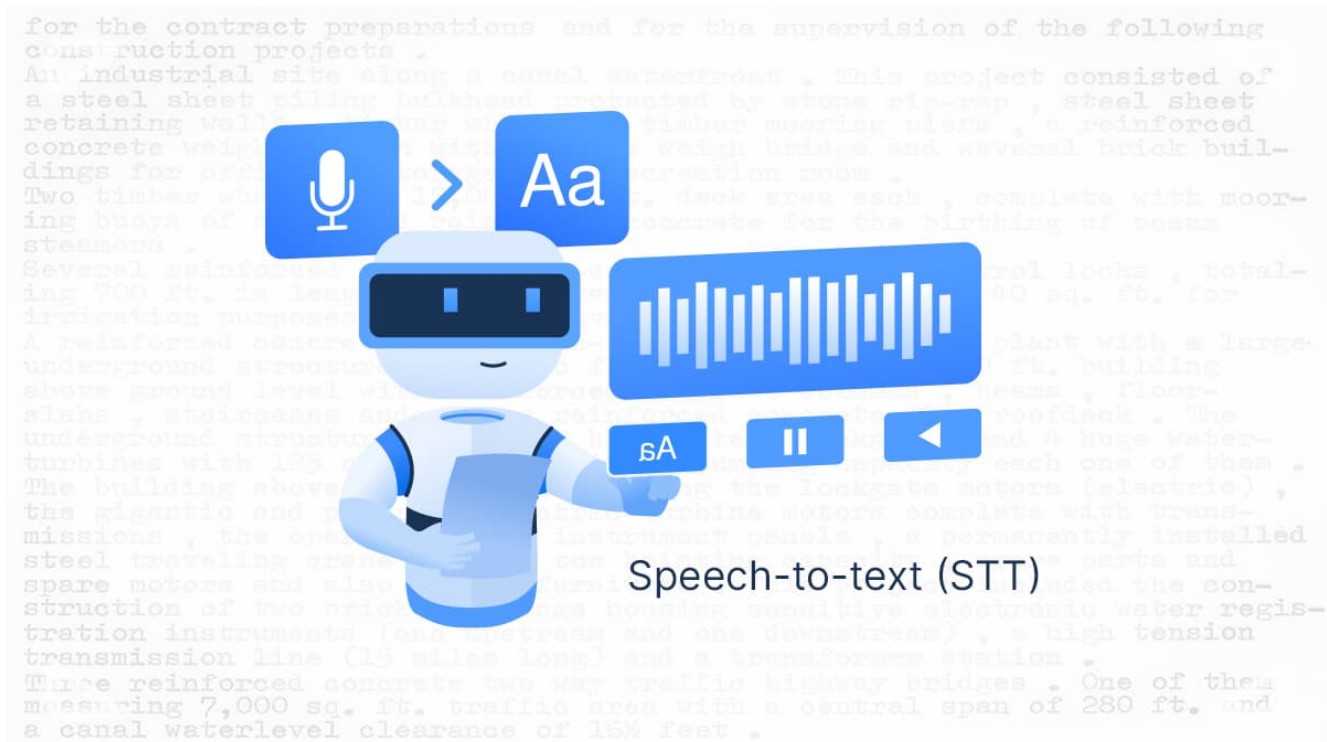 for the contract preparations and for the supervision of the following
construction projects .
An industrial site along a canal waterfront . This project consisted of
a steel sheet piling bulkhead protected by stone rip-rap , steel sheet
retaining timber mooring piers , a reinforced
concrete weigh with weigh bridge and several brick buil-
dings for recreation room .
Two timber deck area each , complete with moor-
ing buoys of concrete for the birthing of ocean
steamers .
Several reinforced locks , total-
ing 700 ft. in 40 sq. ft. for
irrigation purposes
A reinforced plant with a large
underground ft. building
above ground level beams , floor-
slabs , staircases and reinforced concrete roofdeck . The
underground and 4 huge water-
turbines with 125 capacity each one of them .
The building the lockgate motors (electric) ,
the gigantic and turbine motors complete with trans-
missions , the instrument panels , a permanently installed
steel traveling ton hoisting capacity , parts and
spare motors and also included the con-
struction of two brick housing sensitive electronic water regis-
tration instruments (one upstream and one downstream) , a high tension
transmission line (15 miles long) and a transformer station .
Three reinforced concrete two way traffic highway bridges . One of them
measuring 7,000 sq. ft. traffic area with a central span of 280 ft. and
a canal waterlevel clearance of 15½ feet .
Aa
Aa
Speech-to-text (STT)